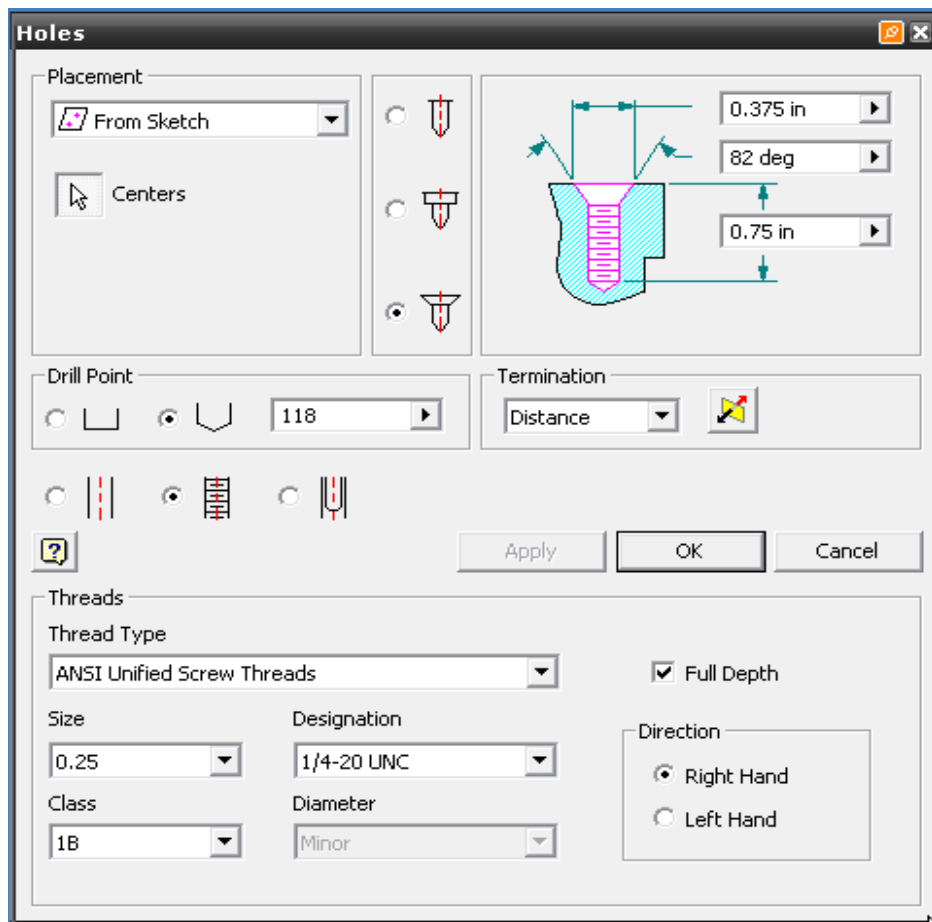 Holes
Placement
From Sketch
Centers
0.375 in
82 deg
0.75 in
Drill Point
118
Termination
Distance
Apply
OK
Cancel
Threads
Thread Type
ANSI Unified Screw Threads
Full Depth
Size
Designation
0.25
1/4-20 UNC
Direction
Right Hand
Class
Diameter
Left Hand
1B
Minor